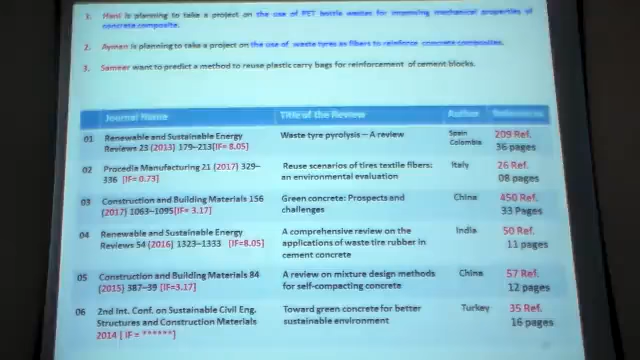 1. Hani is planning to take a project on the use of PET bottle wastes for improving mechanical properties of
concrete composite.
2. Ayman is planning to take a project on the use of waste tyres as fibers to reinforce concrete composites.
3. Sameer want to predict a method to reuse plastic carry bags for reinforcement of cement blocks.
Journal Name Title of the Review Author References
01 Renewable and Sustainable Energy Reviews 23 (2013) 179–213[IF= 8.05] Waste tyre pyrolysis – A review Spain Colombia 209 Ref. 36 pages
02 Procedia Manufacturing 21 (2017) 329–336 [IF= 0.73] Reuse scenarios of tires textile fibers: an environmental evaluation Italy 26 Ref. 08 pages
03 Construction and Building Materials 156 (2017) 1063–1095[IF= 3.17] Green concrete: Prospects and challenges China 450 Ref. 33 Pages
04 Renewable and Sustainable Energy Reviews 54 (2016) 1323–1333 [IF=8.05] A comprehensive review on the applications of waste tire rubber in cement concrete India 50 Ref. 11 pages
05 Construction and Building Materials 84 (2015) 387–39 [IF=3.17] A review on mixture design methods for self-compacting concrete China 57 Ref. 12 pages
06 2nd Int. Conf. on Sustainable Civil Eng. Structures and Construction Materials 2014 [ IF = ******] Toward green concrete for better sustainable environment Turkey 35 Ref. 16 pages